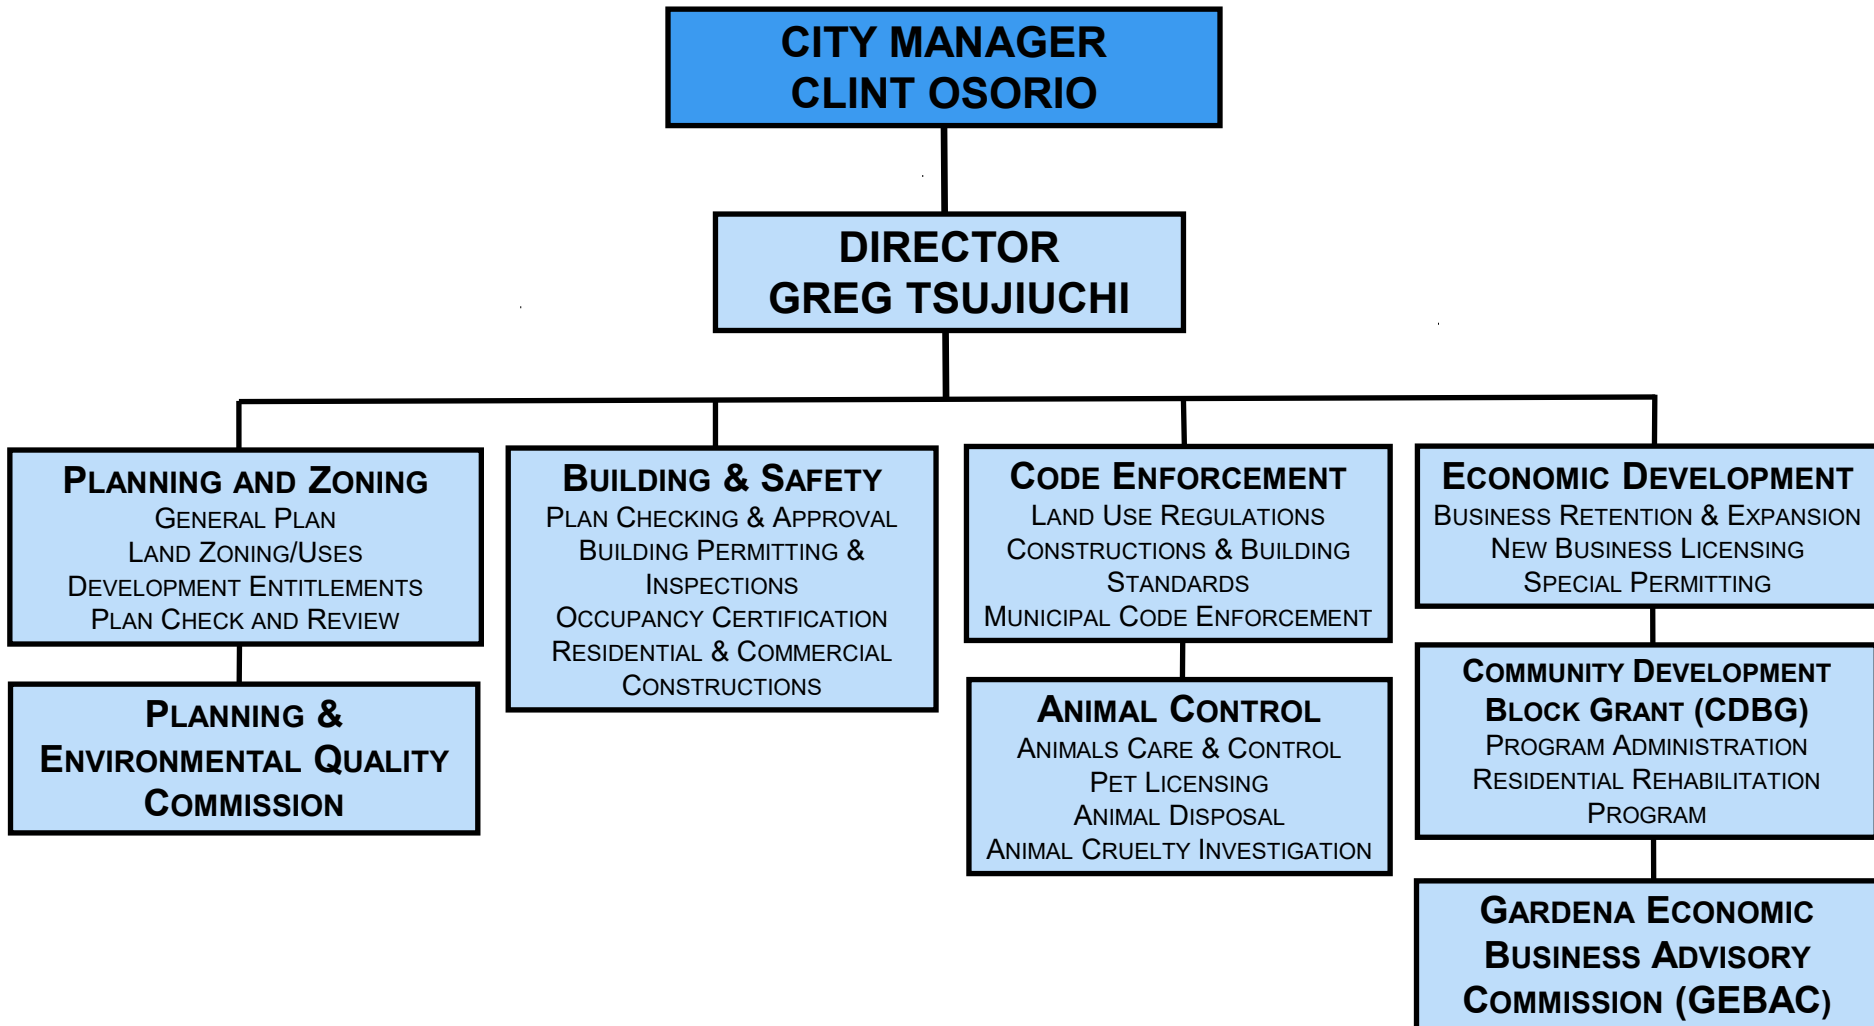 CITY MANAGER
CLINT OSORIO
DIRECTOR
GREG TSUJIUCHI
PLANNING AND ZONING
GENERAL PLAN
LAND ZONING/USES
DEVELOPMENT ENTITLEMENTS
PLAN CHECK AND REVIEW
PLANNING &
ENVIRONMENTAL QUALITY
COMMISSION
BUILDING & SAFETY
PLAN CHECKING & APPROVAL
BUILDING PERMITTING &
INSPECTIONS
OCCUPANCY CERTIFICATION
RESIDENTIAL & COMMERCIAL
CONSTRUCTIONS
CODE ENFORCEMENT
LAND USE REGULATIONS
CONSTRUCTIONS & BUILDING
STANDARDS
MUNICIPAL CODE ENFORCEMENT
ANIMAL CONTROL
ANIMALS CARE & CONTROL
PET LICENSING
ANIMAL DISPOSAL
ANIMAL CRUELTY INVESTIGATION
ECONOMIC DEVELOPMENT
BUSINESS RETENTION & EXPANSION
NEW BUSINESS LICENSING
SPECIAL PERMITTING
COMMUNITY DEVELOPMENT
BLOCK GRANT (CDBG)
PROGRAM ADMINISTRATION
RESIDENTIAL REHABILITATION
PROGRAM
GARDENA ECONOMIC
BUSINESS ADVISORY
COMMISSION (GEBAC)